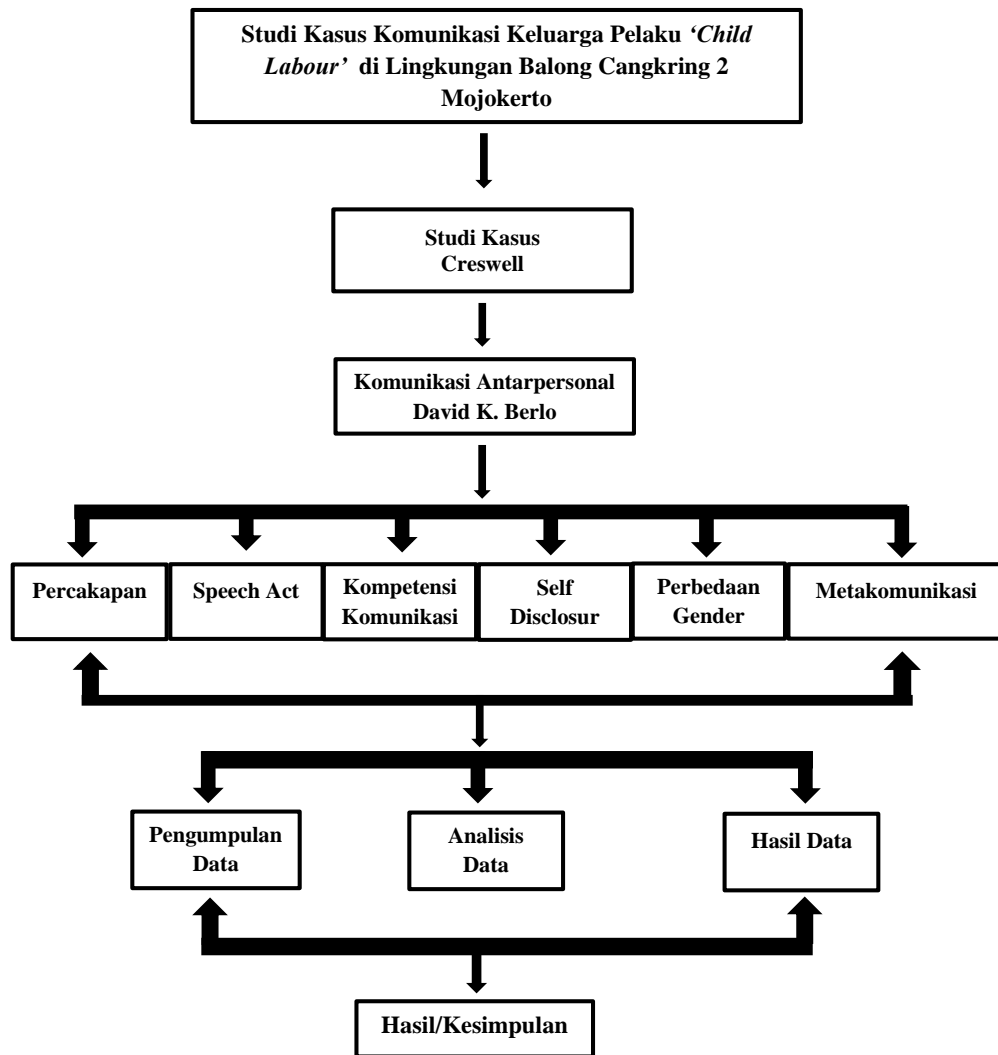 Studi Kasus Komunikasi Keluarga Pelaku ‘Child
Labour’ di Lingkungan Balong Cangkring 2
Mojokerto
Studi Kasus
Creswell
Komunikasi Antarpersonal
David K. Berlo
Percakapan
Speech Act
Kompetensi
Komunikasi
Self
Disclosur
Perbedaan
Gender
Metakomunikasi
Pengumpulan
Data
Analisis
Data
Hasil Data
Hasil/Kesimpulan